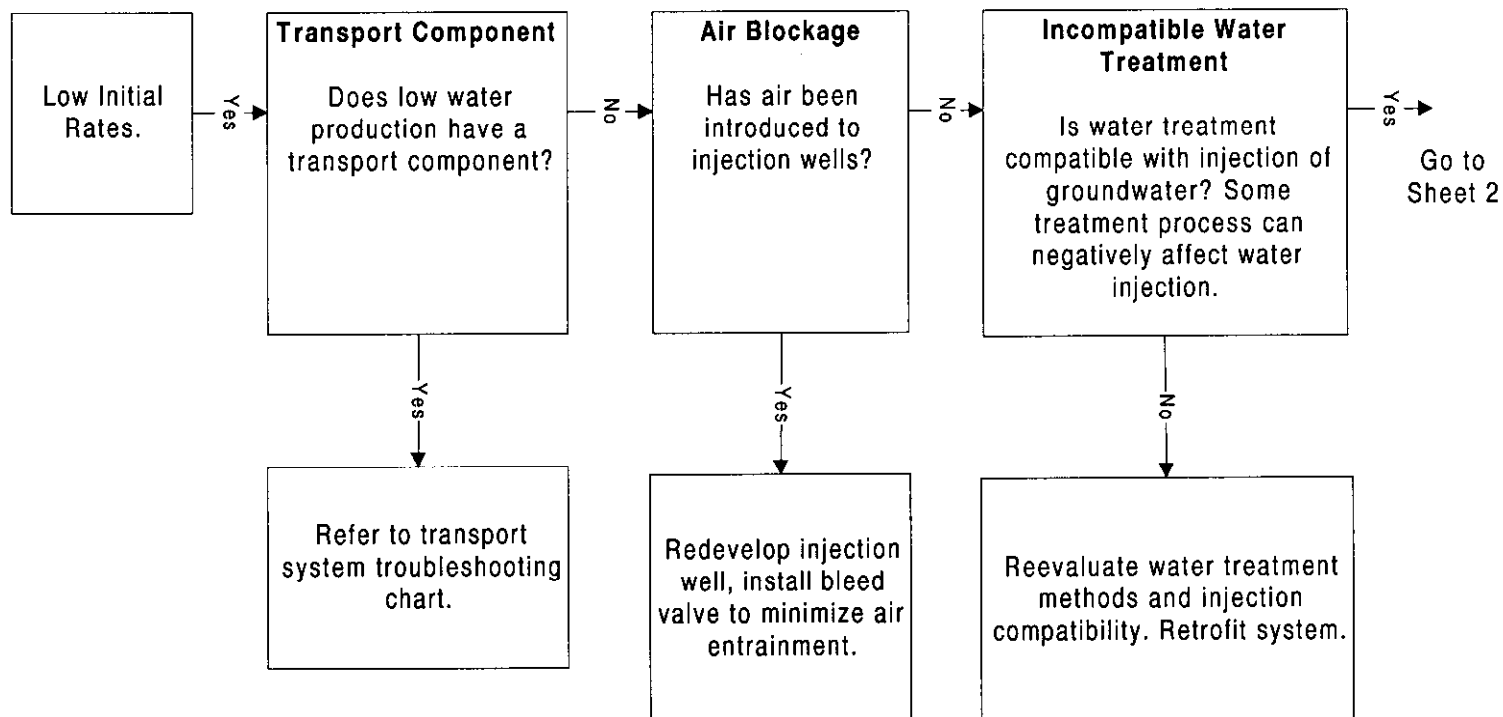 Low Initial
Rates.
Yes
Transport Component
Does low water
production have a
transport component?
No
Air Blockage
Has air been
introduced to
injection wells?
No
Incompatible Water
Treatment
Is water treatment
compatible with injection of
groundwater? Some
treatment process can
negatively affect water
injection.
Yes
Go to
Sheet 2
Yes
Yes
No
Refer to transport
system troubleshooting
chart.
Redevelop injection
well, install bleed
valve to minimize air
entrainment.
Reevaluate water treatment
methods and injection
compatibility. Retrofit system.